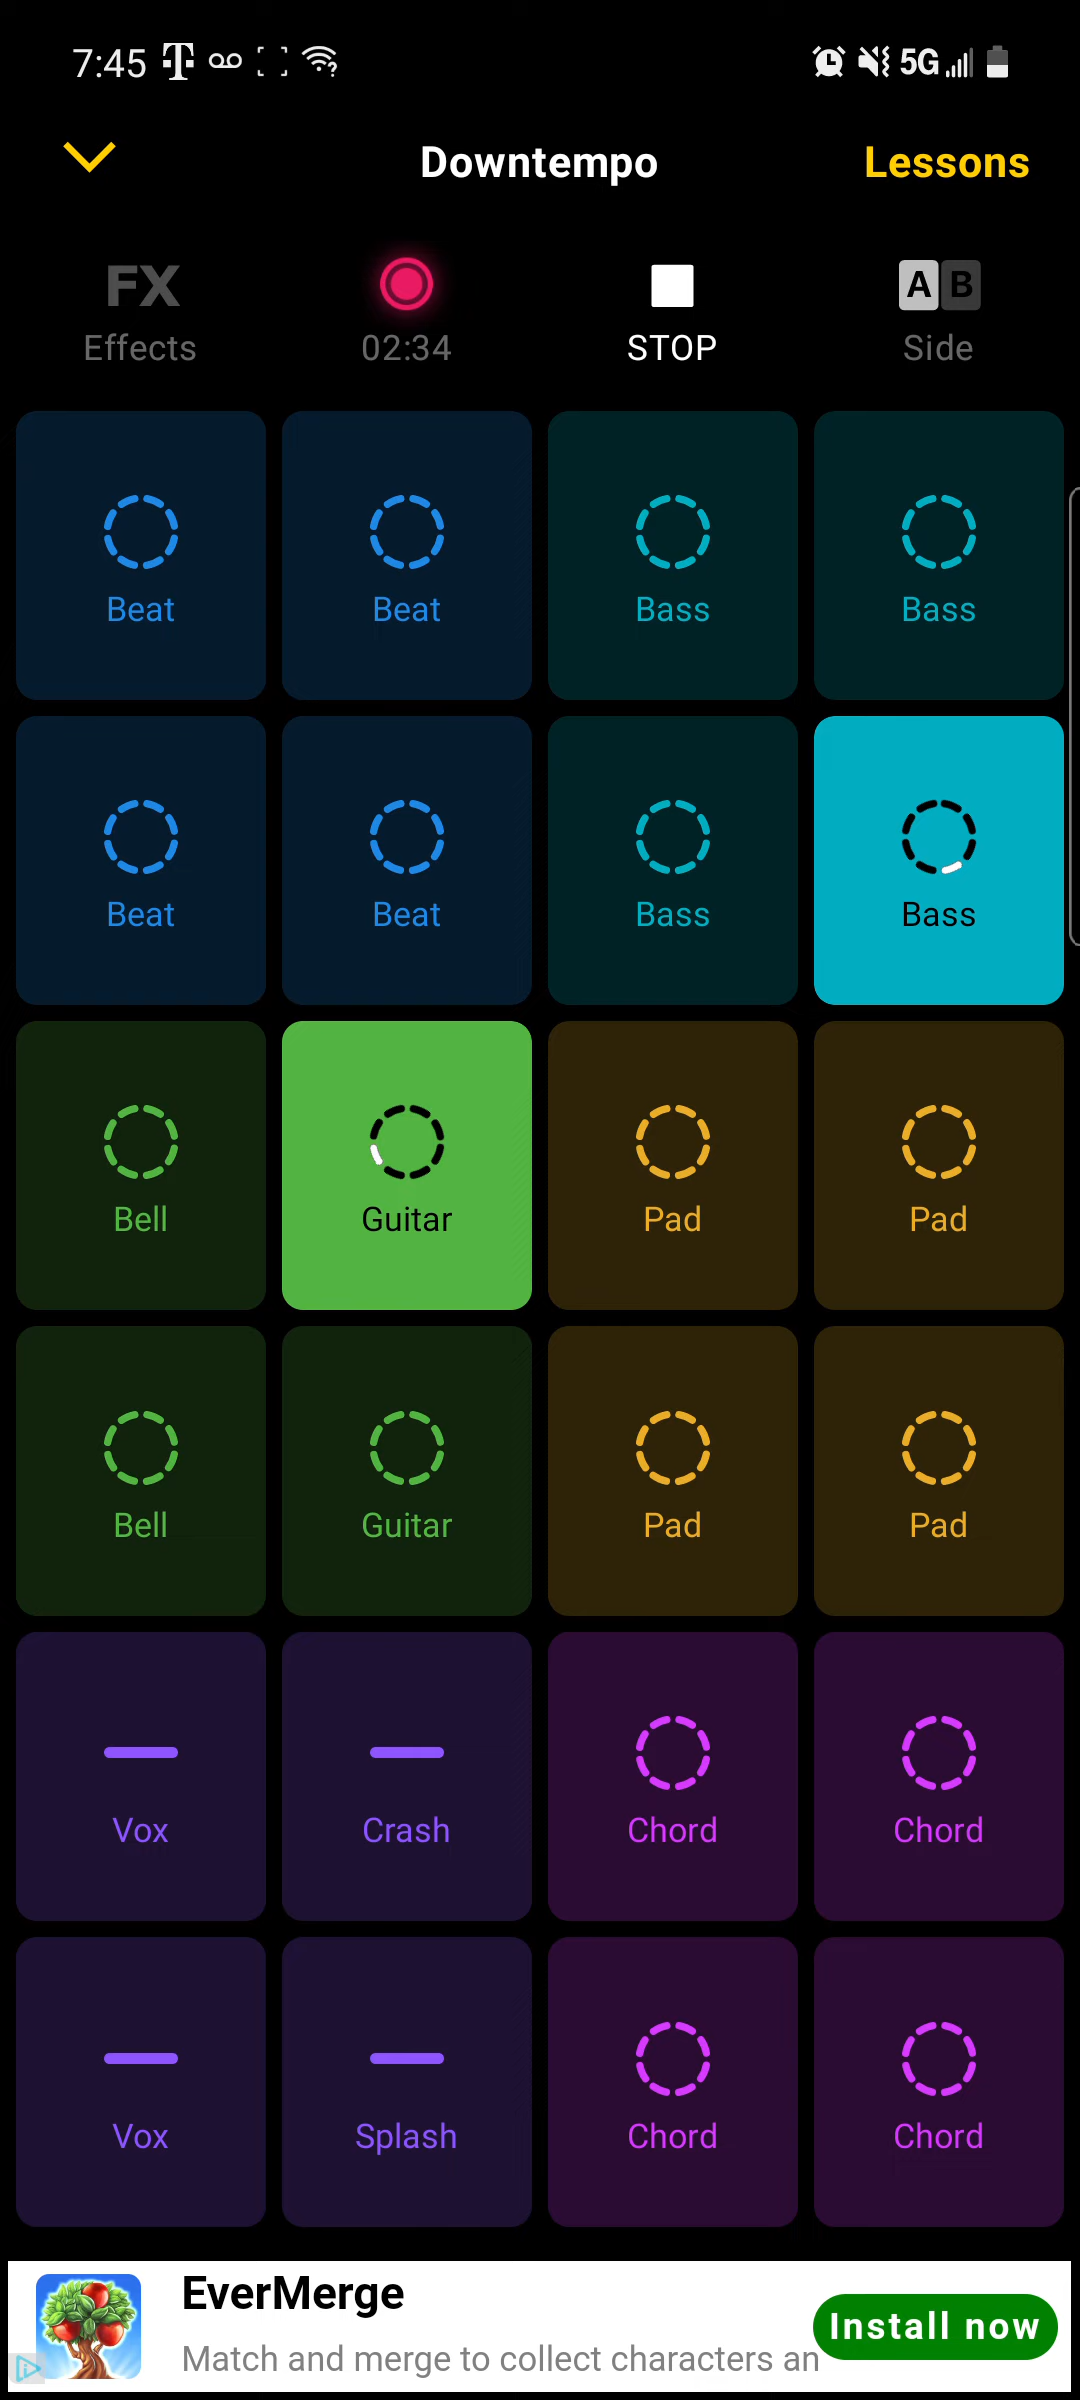 7:45 5G
Downtempo Lessons
FX A B
Effects 02:34 STOP Side
Beat Beat Bass Bass
Beat Beat Bass Bass
Bell Guitar Pad Pad
Bell Guitar Pad Pad
Vox Crash Chord Chord
Vox Splash Chord Chord
EverMerge
Install now
Match and merge to collect characters an